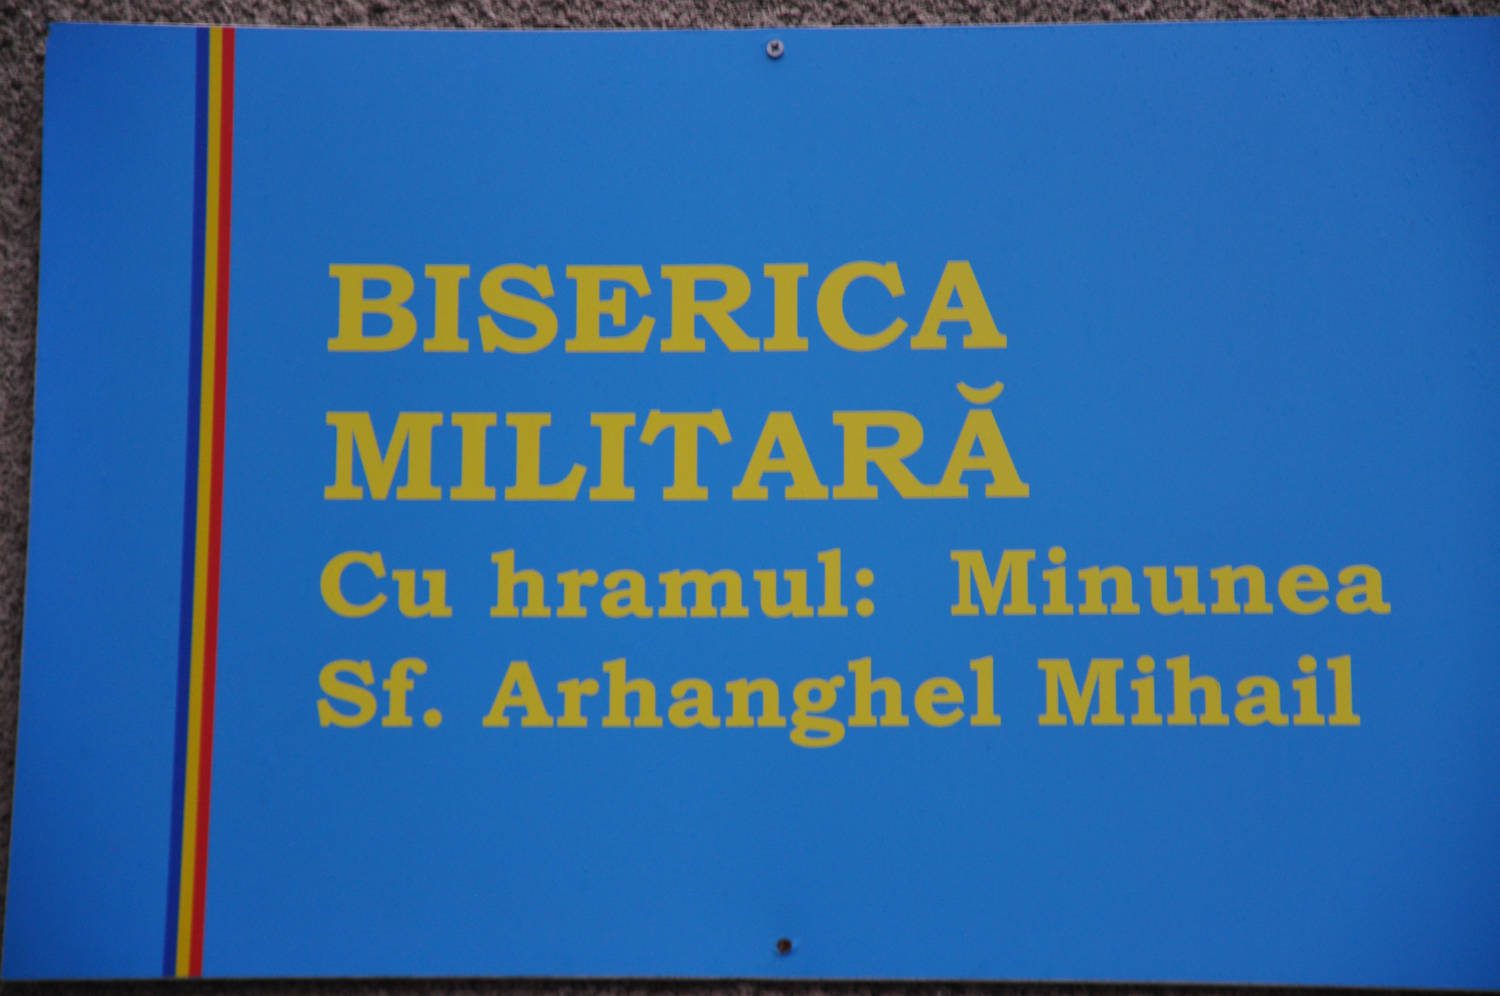 BISERICA
MILITARĂ
Cu hramul: Minunea
Sf. Arhanghel Mihail